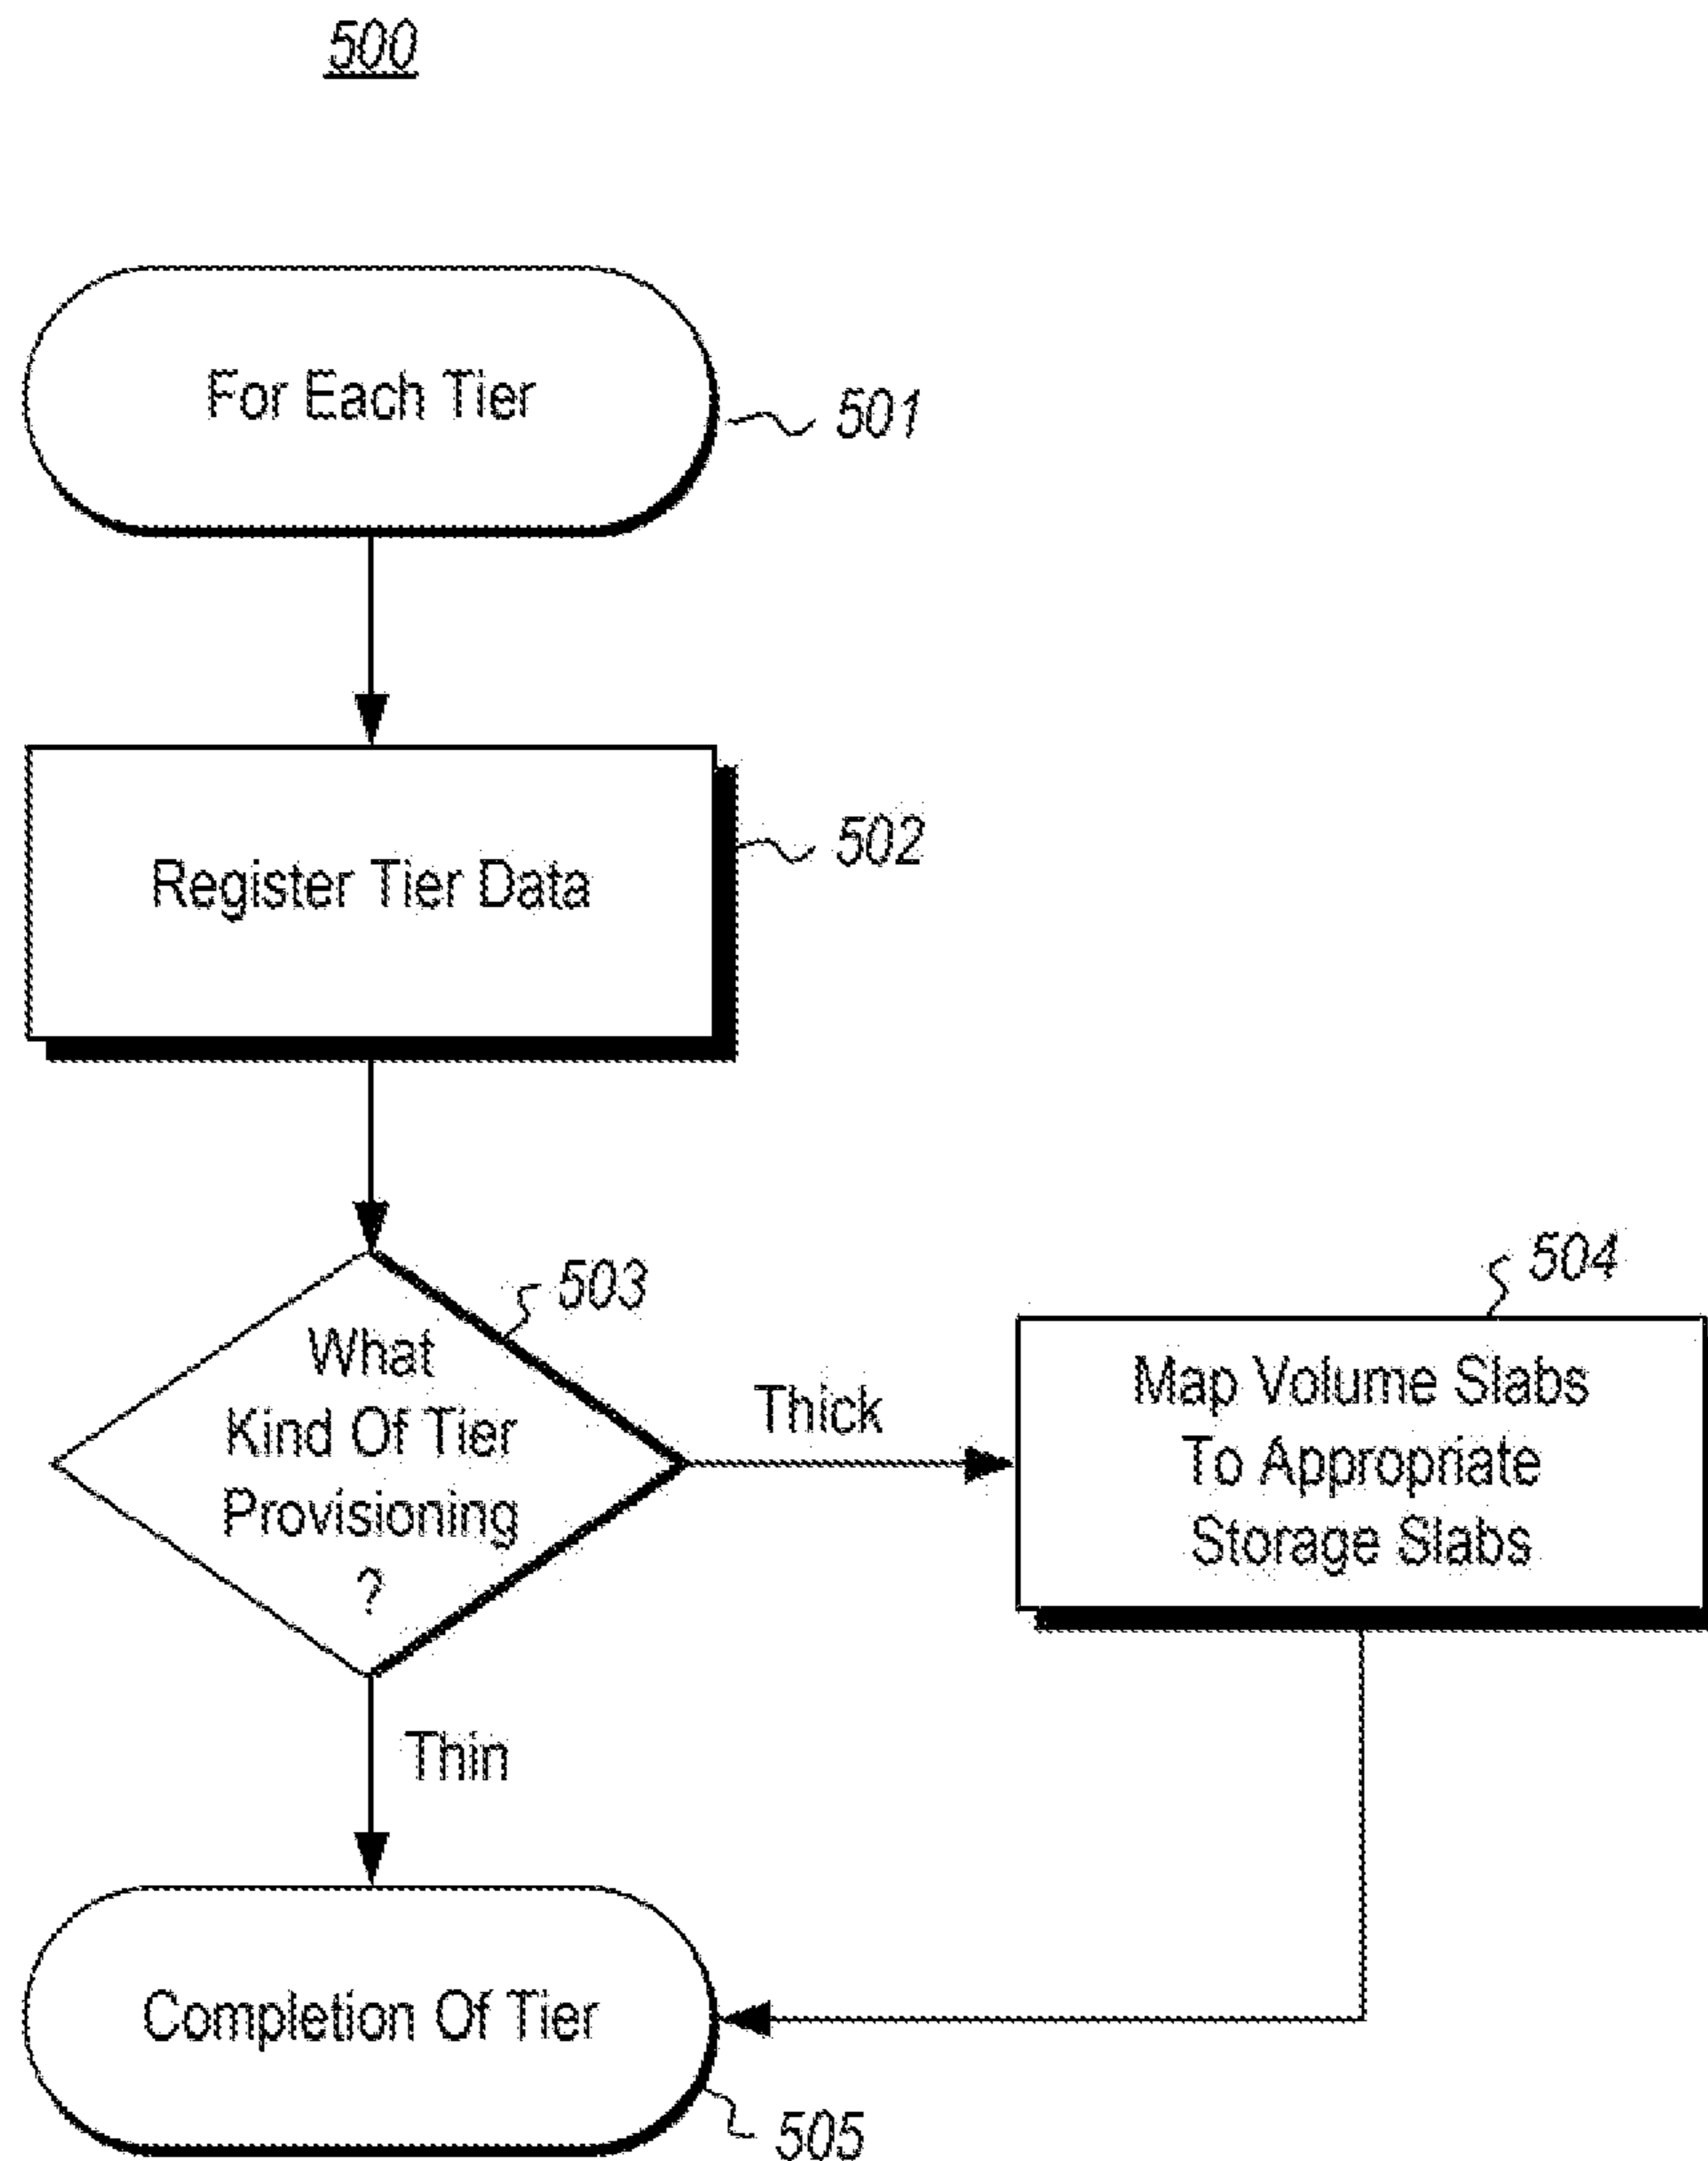 500
For Each Tier
501
Register Tier Data
502
503
What
Kind Of Tier
Provisioning
?
Thick
504
Map Volume Slabs
To Appropriate
Storage Slabs
Thin
Completion Of Tier
505